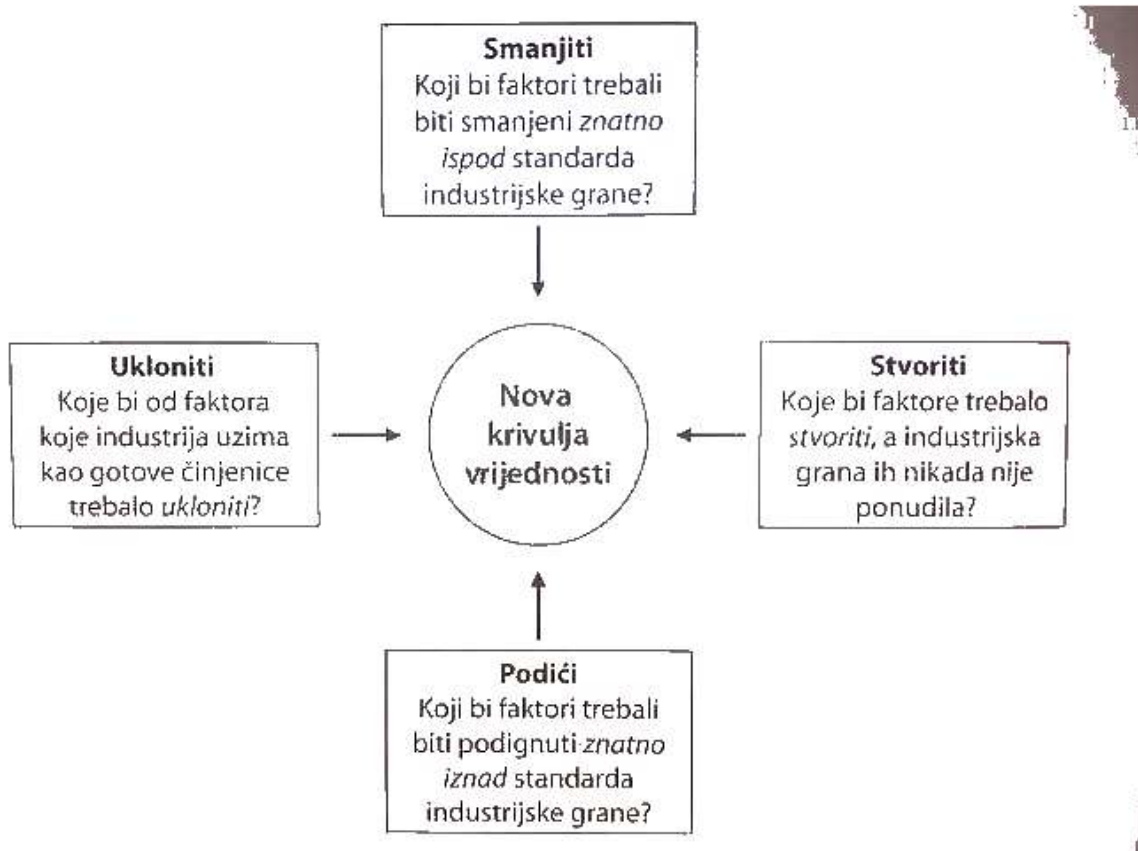 Smanjiti
Koji bi faktori trebali
biti smanjeni znatno
ispod standarda
industrijske grane?
Ukloniti
Koje bi od faktora
koje industrija uzima
kao gotove činjenice
trebalo ukloniti?
Nova
krivulja
vrijednosti
Stvoriti
Koje bi faktore trebalo
stvoriti, a industrijska
grana ih nikada nije
ponudila?
Podići
Koji bi faktori trebali
biti podignuti znatno
iznad standarda
industrijske grane?